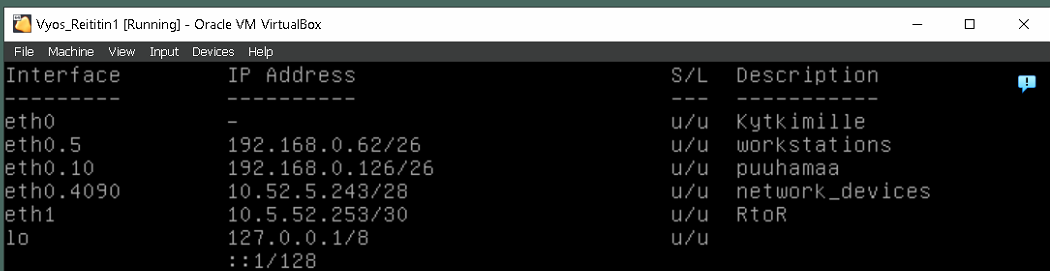 Vyos_Reititin1 [Running] - Oracle VM VirtualBox
File Machine View Input Devices Help
Interface IP Address S/L Description
--------- ---------- --- -----------
eth0 - u/u Kytkimille
eth0.5 192.168.0.62/26 u/u workstations
eth0.10 192.168.0.126/26 u/u puuhamaa
eth0.4090 10.52.5.243/28 u/u network_devices
eth1 10.5.52.253/30 u/u RtoR
lo 127.0.0.1/8 u/u
::1/128